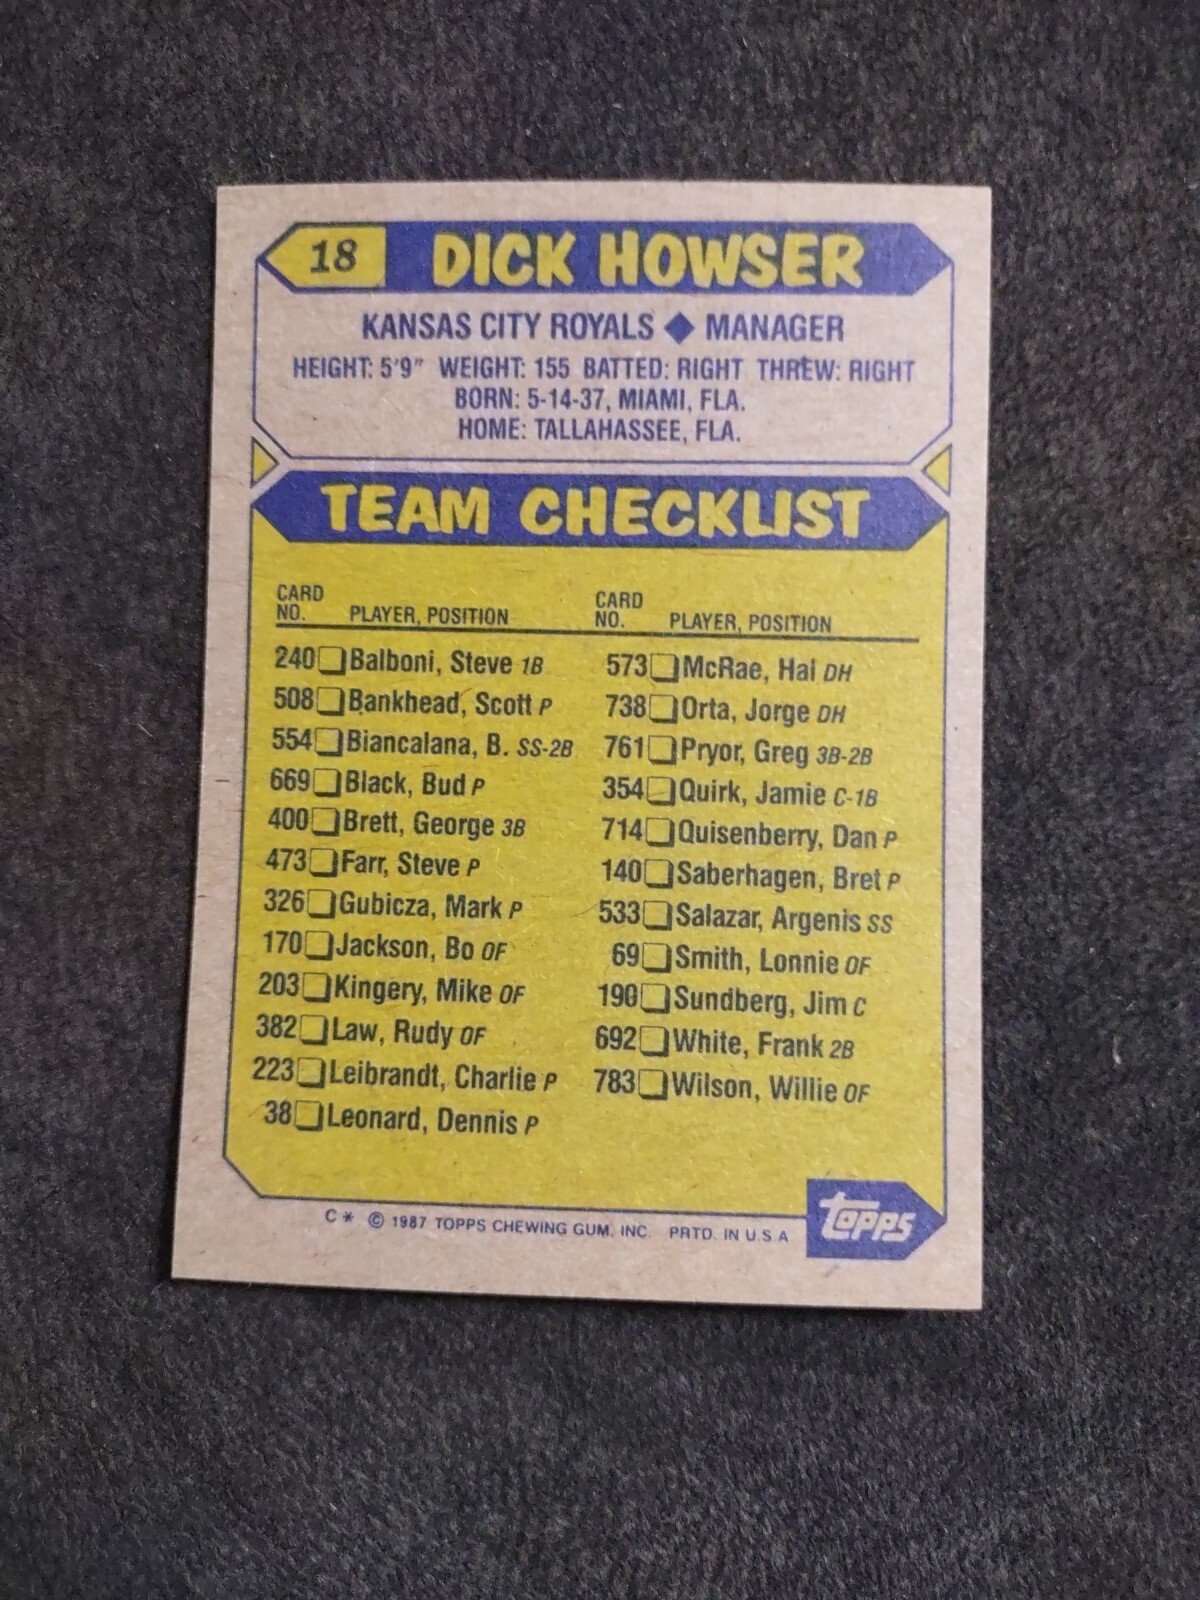 18 DICK HOWSER
KANSAS CITY ROYALS ◆ MANAGER
HEIGHT: 5'9" WEIGHT: 155 BATTED: RIGHT THREW: RIGHT
BORN: 5-14-37, MIAMI, FLA.
HOME: TALLAHASSEE, FLA.
TEAM CHECKLIST
CARD
NO. PLAYER, POSITION
240 Balboni, Steve 1B
508 Bankhead, Scott P
554 Biancalana, B. SS-2B
669 Black, Bud P
400 Brett, George 3B
473 Farr, Steve P
326 Gubicza, Mark P
170 Jackson, Bo OF
203 Kingery, Mike OF
382 Law, Rudy OF
223 Leibrandt, Charlie P
38 Leonard, Dennis P
CARD
NO. PLAYER, POSITION
573 McRae, Hal DH
738 Orta, Jorge DH
761 Pryor, Greg 3B-2B
354 Quirk, Jamie C-1B
714 Quisenberry, Dan P
140 Saberhagen, Bret P
533 Salazar, Argenis SS
69 Smith, Lonnie OF
190 Sundberg, Jim C
692 White, Frank 2B
783 Wilson, Willie OF
C* © 1987 TOPPS CHEWING GUM, INC. PRTD. IN U.S.A
topps